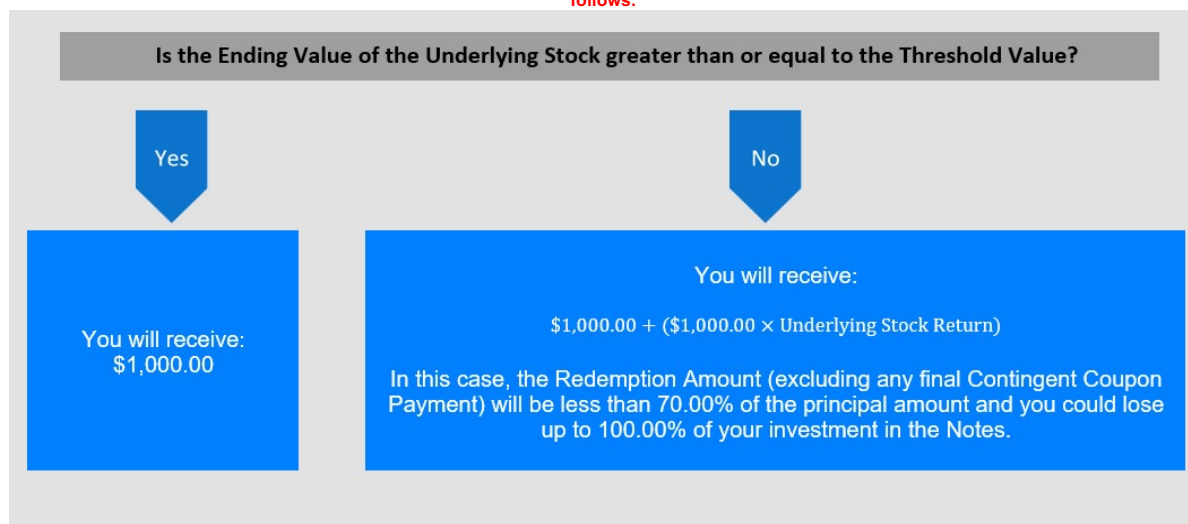 follows:
Is the Ending Value of the Underlying Stock greater than or equal to the Threshold Value?
Yes
No
You will receive:
$1,000.00
You will receive:
$1,000.00 + ($1,000.00 × Underlying Stock Return)
In this case, the Redemption Amount (excluding any final Contingent Coupon
Payment) will be less than 70.00% of the principal amount and you could lose
up to 100.00% of your investment in the Notes.